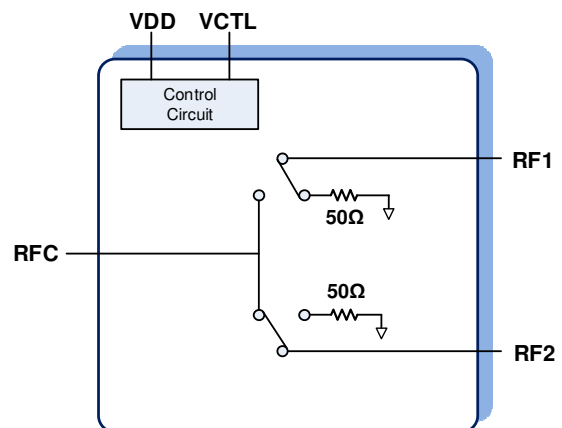 VDD VCTL
Control
Circuit
RF1
50Ω
RFC
50Ω
RF2